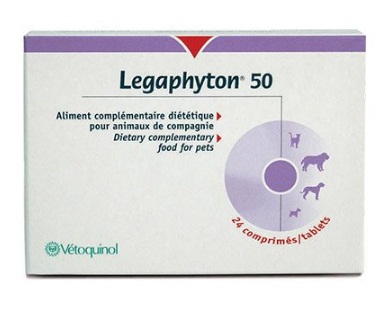 Legaphyton® 50
Aliment complémentaire diététique
pour animaux de compagnie
Dietary complementary
food for pets
24 comprimés/tablets
Vétoquinol